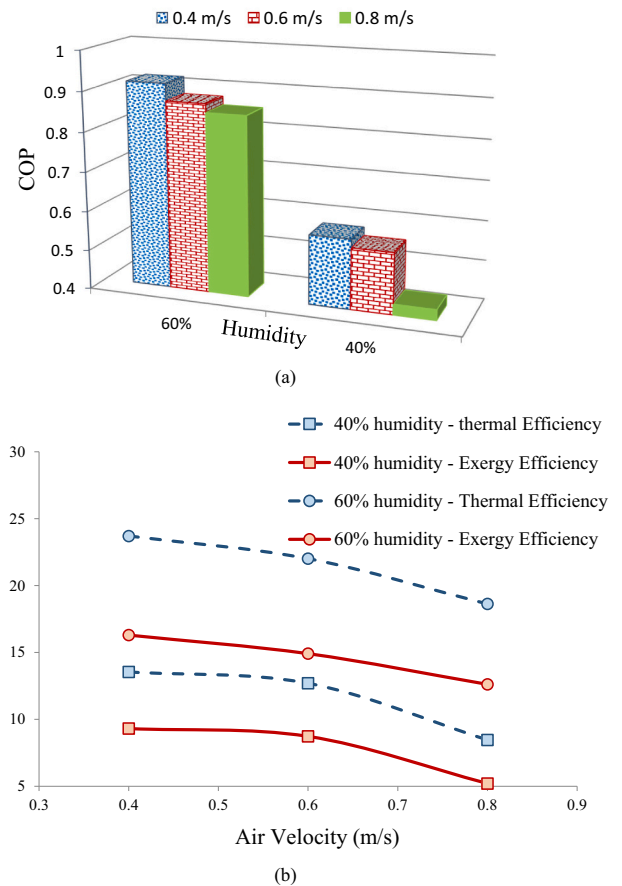 0.4 m/s 0.6 m/s 0.8 m/s
1
0.9
0.8
0.7
0.6
0.5
0.4
COP
60%
Humidity
40%
(a)
40% humidity - thermal Efficiency
40% humidity - Exergy Efficiency
60% humidity - Thermal Efficiency
60% humidity - Exergy Efficiency
30
25
20
15
10
5
0.3 0.4 0.5 0.6 0.7 0.8 0.9
Air Velocity (m/s)
(b)